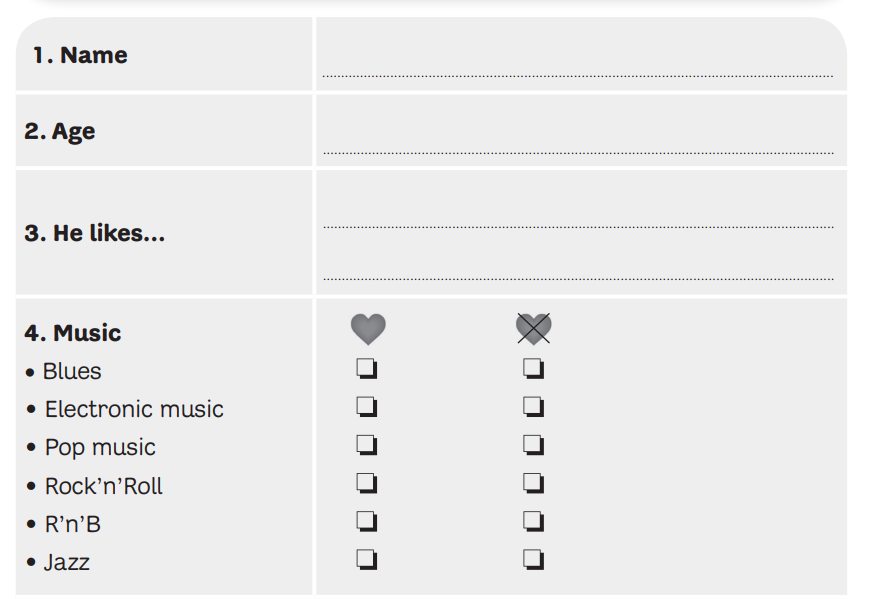 1. Name
2. Age
3. He likes...
4. Music
• Blues
• Electronic music
• Pop music
• Rock’n’Roll
• R’n’B
• Jazz